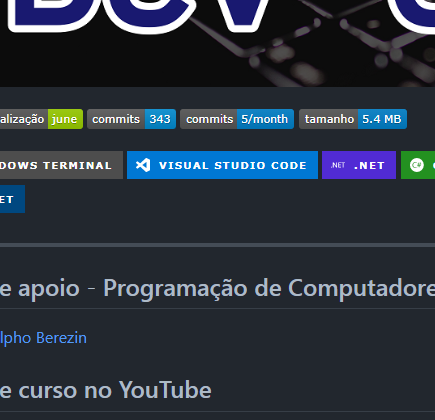 alização june commits 343 commits 5/month tamanho 5.4 MB
DOWS TERMINAL VISUAL STUDIO CODE .NET .NET C#
ET
e apoio - Programação de Computadore
lpho Berezin
e curso no YouTube